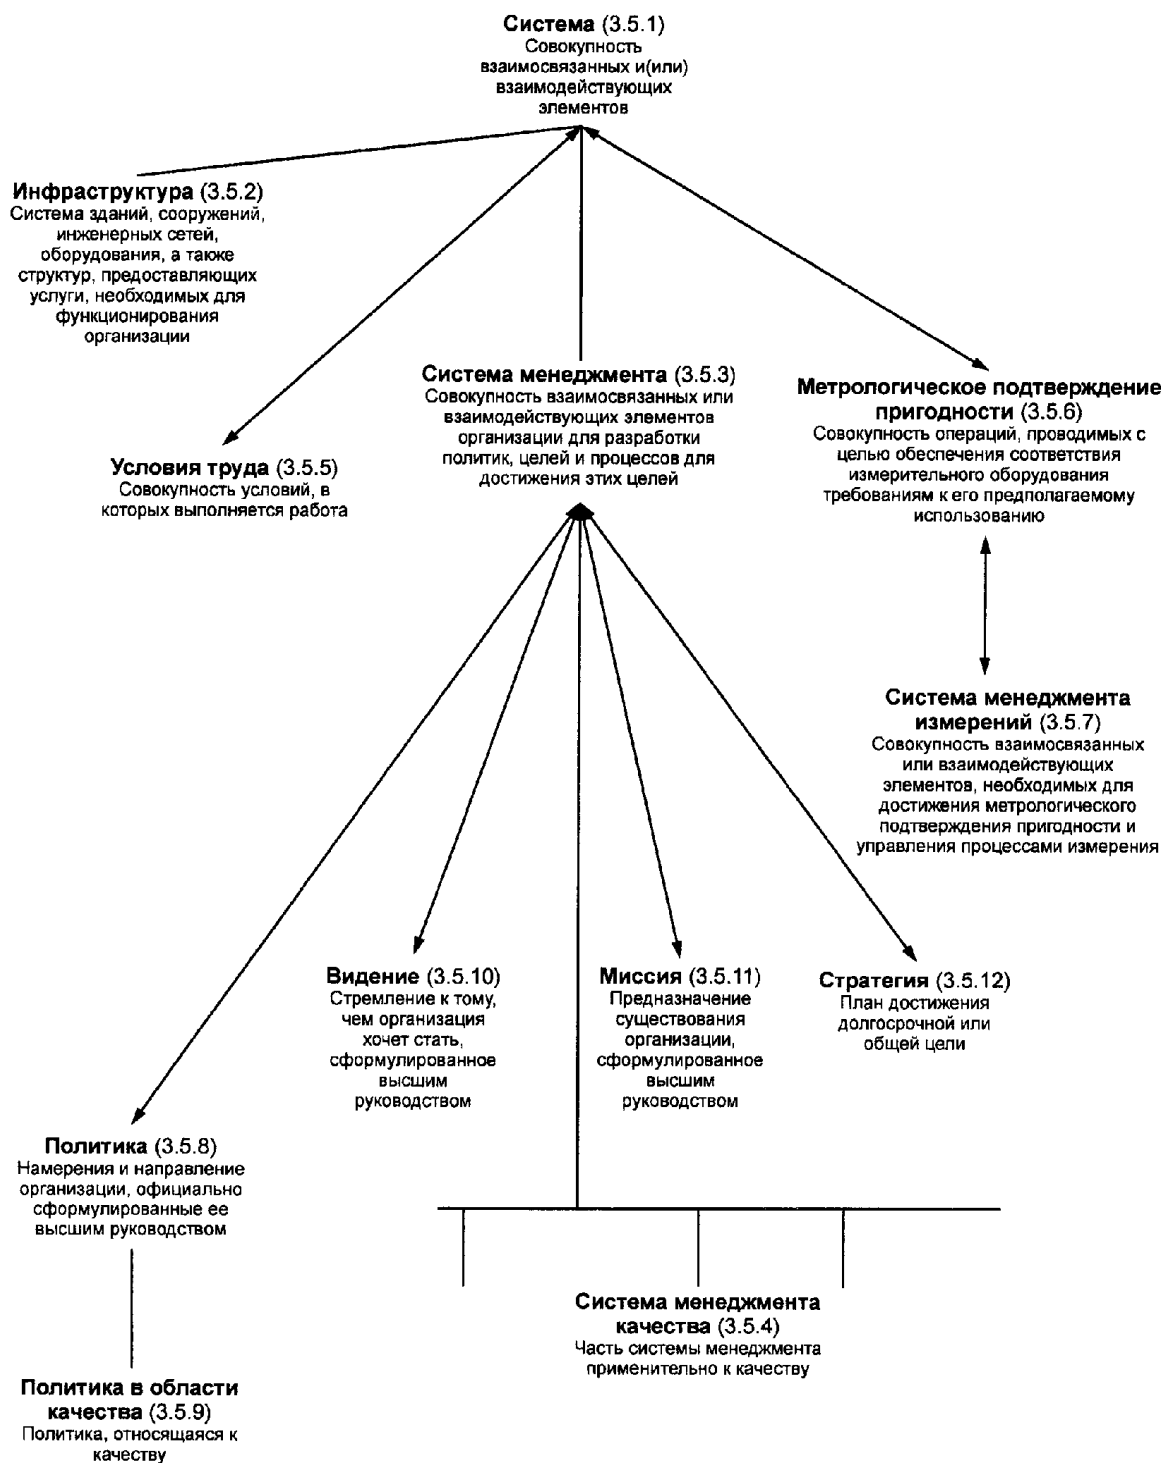 Система (3.5.1)
Совокупность
взаимосвязанных и(или)
взаимодействующих
элементов
Инфраструктура (3.5.2)
Система зданий, сооружений,
инженерных сетей,
оборудования, а также
структур, предоставляющих
услуги, необходимых для
функционирования
организации
Система менеджмента (3.5.3)
Совокупность взаимосвязанных или
взаимодействующих элементов
организации для разработки
политик, целей и процессов для
достижения этих целей
Метрологическое подтверждение
пригодности (3.5.6)
Совокупность операций, проводимых с
целью обеспечения соответствия
измерительного оборудования
требованиям к его предполагаемому
использованию
Условия труда (3.5.5)
Совокупность условий, в
которых выполняется работа
Система менеджмента
измерений (3.5.7)
Совокупность взаимосвязанных
или взаимодействующих
элементов, необходимых для
достижения метрологического
подтверждения пригодности и
управления процессами измерения
Видение (3.5.10)
Стремление к тому,
чем организация
хочет стать,
сформулированное
высшим
руководством
Миссия (3.5.11)
Предназначение
существования
организации,
сформулированное
высшим
руководством
Стратегия (3.5.12)
План достижения
долгосрочной или
общей цели
Политика (3.5.8)
Намерения и направление
организации, официально
сформулированные ее
высшим руководством
Система менеджмента
качества (3.5.4)
Часть системы менеджмента
применительно к качеству
Политика в области
качества (3.5.9)
Политика, относящаяся к
качеству